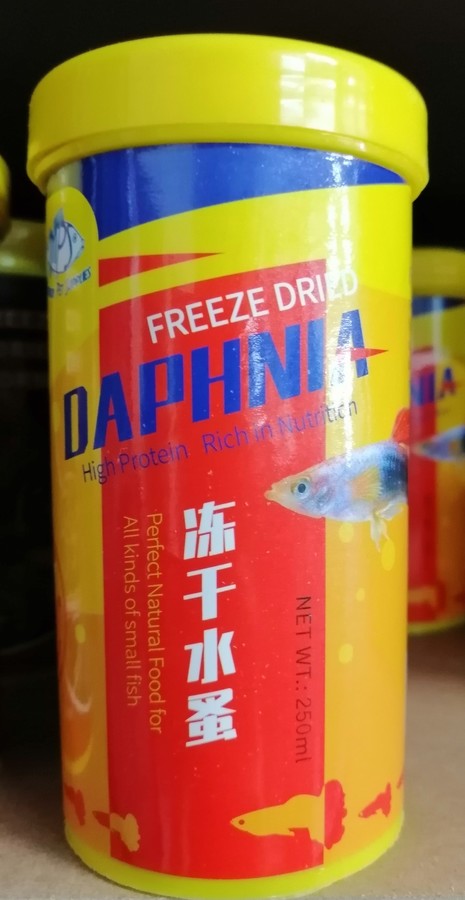 FREEZE DRIED
DAPHNIA
High Protein Rich in Nutrition
冻干水蚤
Perfect Natural Food for
All kinds of small fish
NET WT.: 250ml
NIA